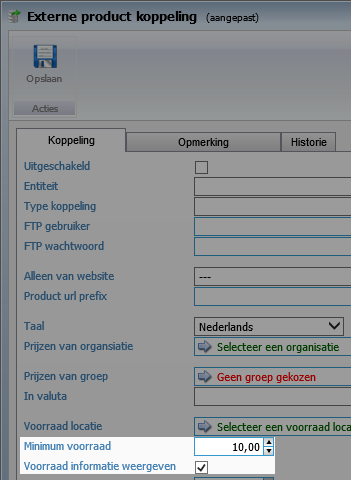 Externe product koppeling (aangepast)
Opslaan
Acties
Koppeling Opmerking Historie
Uitgeschakeld
Entiteit
Type koppeling
FTP gebruiker
FTP wachtwoord
Alleen van website ---
Product url prefix
Taal Nederlands
Prijzen van organsiatie Selecteer een organisatie
Prijzen van groep Geen groep gekozen
In valuta
Voorraad locatie Selecteer een voorraad loca
Minimum voorraad 10,00
Voorraad informatie weergeven